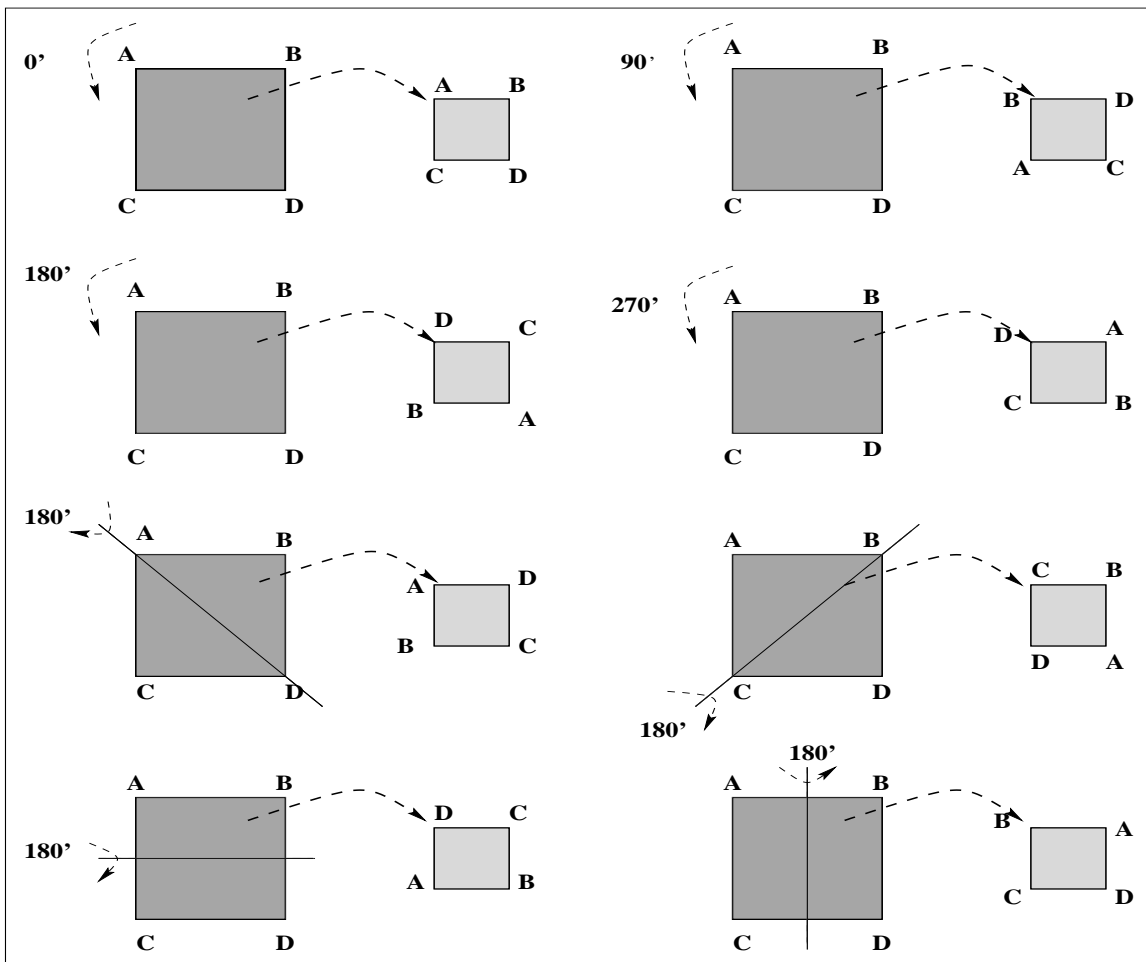 0' A B A B
C D C D
90' A B B D
C D A C
180' A B D C
C D B A
270' A B D A
C D C B
180' A B A D
C D B C
A B C B
C D D A
180'
180' A B D C
C D A B
180' A B B A
C D C D